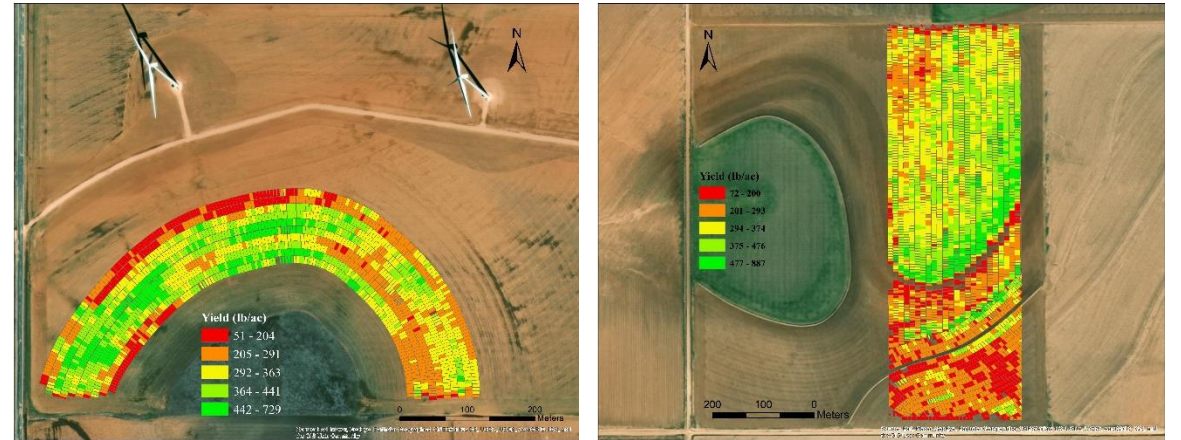 N
Yield (lb/ac)
51 - 204
205 - 291
292 - 363
364 - 441
442 - 729
0 100 200
Meters
N
Yield (lb/ac)
72 - 200
201 - 293
294 - 374
375 - 476
477 - 887
200 100 0
Meters